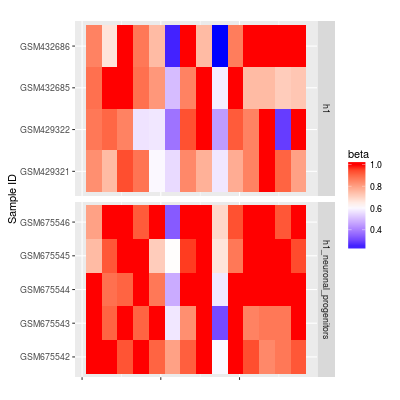 GSM432686
GSM432685
GSM429322
GSM429321
h1
GSM675546
GSM675545
GSM675544
GSM675543
GSM675542
h1_neuronal_progenitors
Sample ID
beta
1.0
0.8
0.6
0.4